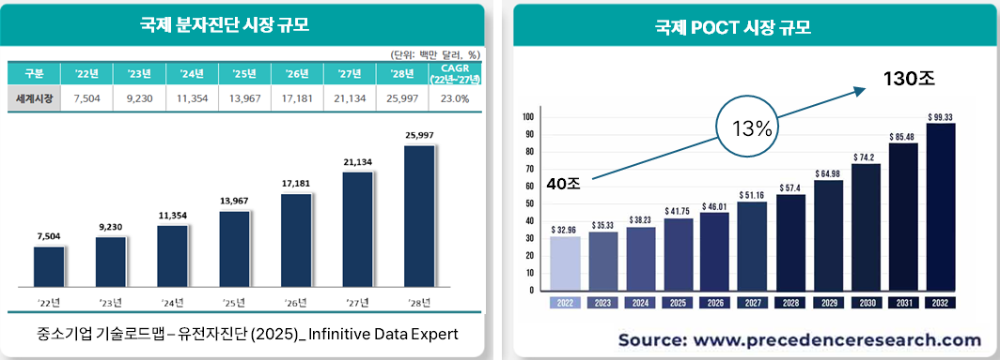 국제 분자진단 시장 규모
(단위: 백만 달러, %)
구분 '22년 '23년 '24년 '25년 '26년 '27년 '28년 CAGR
('22년~'27년)
세계시장 7,504 9,230 11,354 13,967 17,181 21,134 25,997 23.0%
25,997
21,134
17,181
13,967
11,354
9,230
7,504
'22년 '23년 '24년 '25년 '26년 '27년 '28년
중소기업 기술로드맵 – 유전자진단 (2025)_ Infinitive Data Expert
국제 POCT 시장 규모
130조
13%
40조
100
90
80
70
60
50
40
30
20
10
0
$ 32.96 $ 35.33 $ 38.23 $ 41.75 $ 46.01 $ 51.16 $ 57.4 $ 64.98 $ 74.2 $ 85.48 $ 99.33
2022 2023 2024 2025 2026 2027 2028 2029 2030 2031 2032
Source: www.precedenceresearch.com